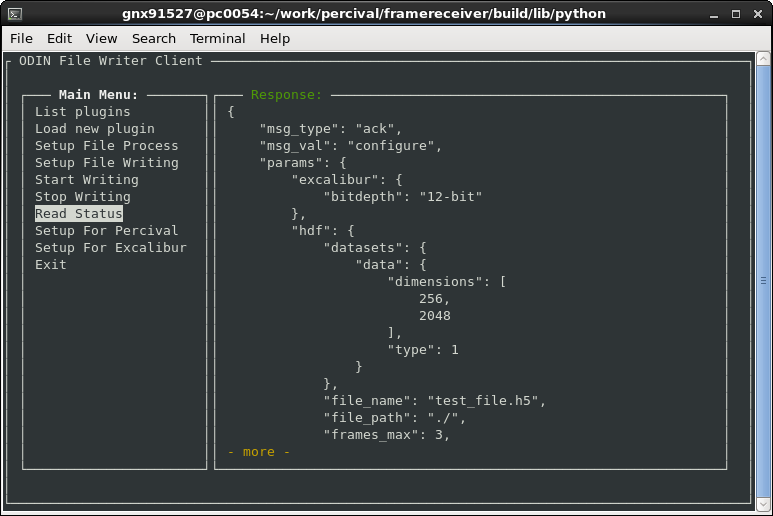 gnx91527@pc0054:~/work/percival/framereceiver/build/lib/python
File Edit View Search Terminal Help
ODIN File Writer Client
Main Menu:
List plugins
Load new plugin
Setup File Process
Setup File Writing
Start Writing
Stop Writing
Read Status
Setup For Percival
Setup For Excalibur
Exit
Response:
{
    "msg_type": "ack",
    "msg_val": "configure",
    "params": {
        "excalibur": {
            "bitdepth": "12-bit"
        },
        "hdf": {
            "datasets": {
                "data": {
                    "dimensions": [
                        256,
                        2048
                    ],
                    "type": 1
                }
            },
            "file_name": "test_file.h5",
            "file_path": "./",
            "frames_max": 3,
- more -